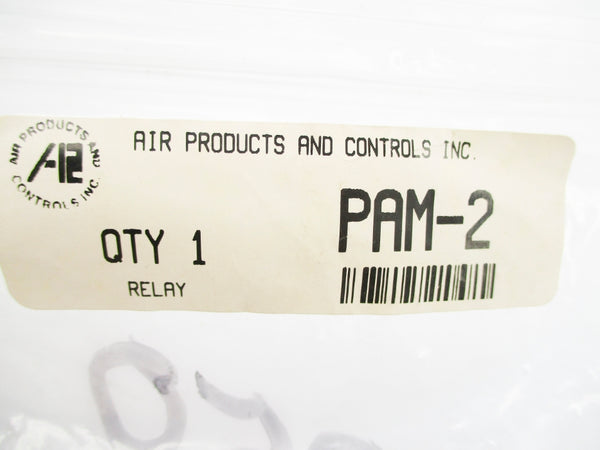 AIR PRODUCTS AND CONTROLS INC.
AIR PRODUCTS AND CONTROLS INC.
QTY 1
PAM-2
RELAY